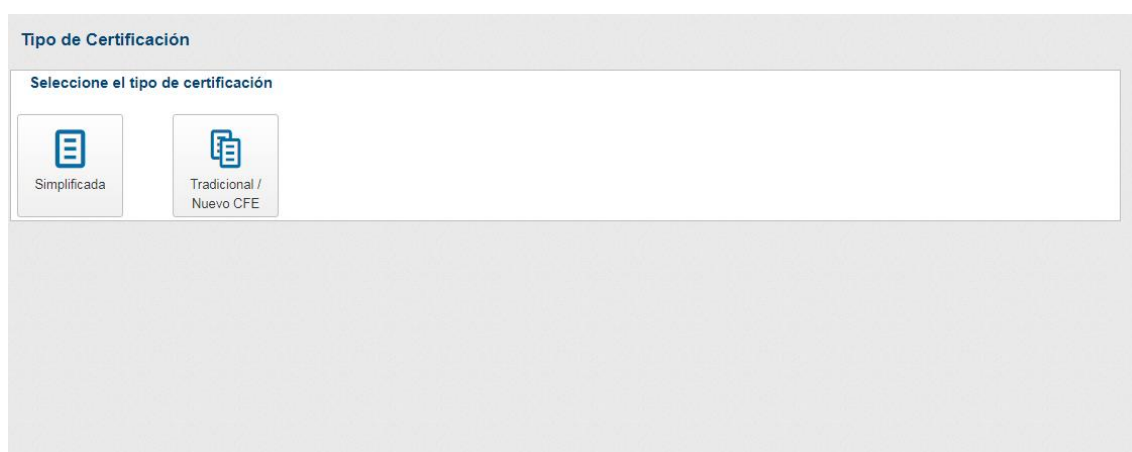 Tipo de Certificación
Seleccione el tipo de certificación
Simplificada
Tradicional /
Nuevo CFE